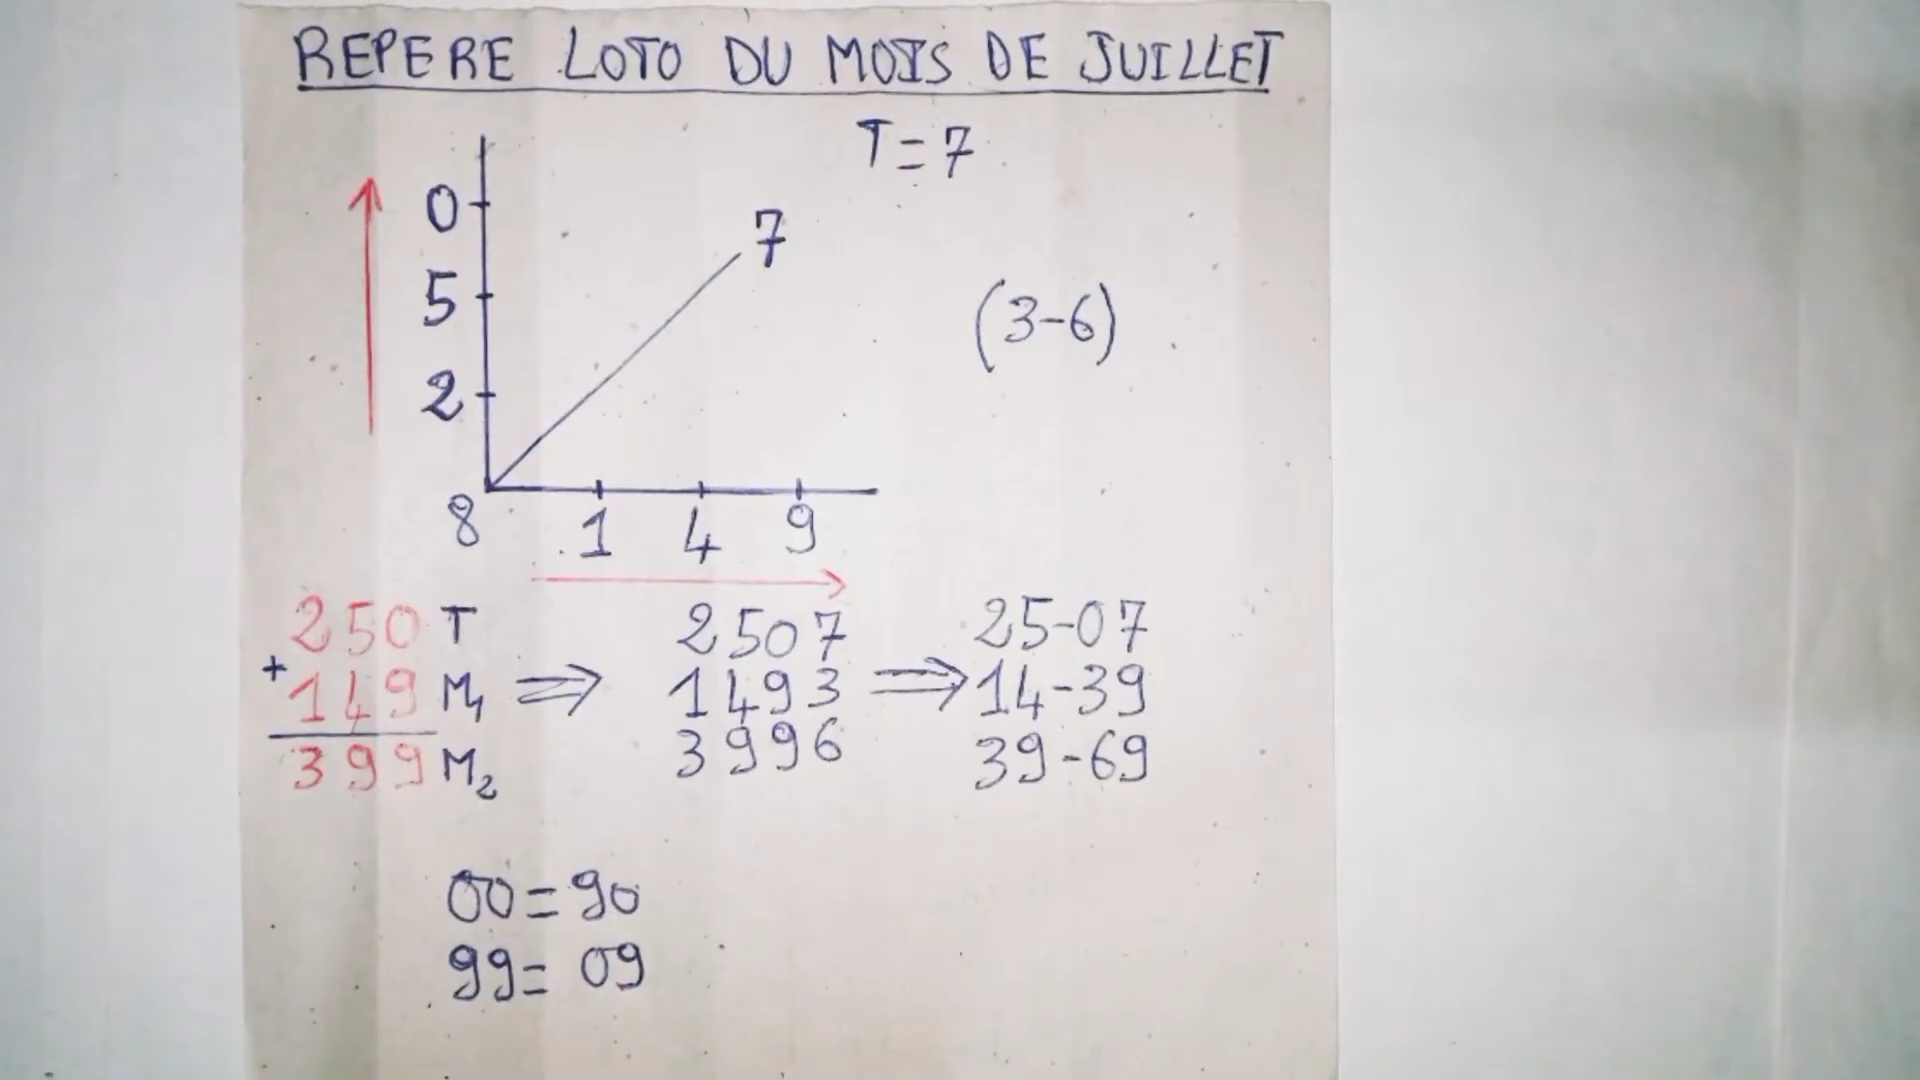 REPERE LOTO DU MOIS DE JUILLET
T=7
0
7
5
(3-6)
2
8 1 4 9
250 T 2507 25-07
+149 M1 ⇒ 1493 ⇒ 14-39
399 M2 3996 39-69
00=90
99=09